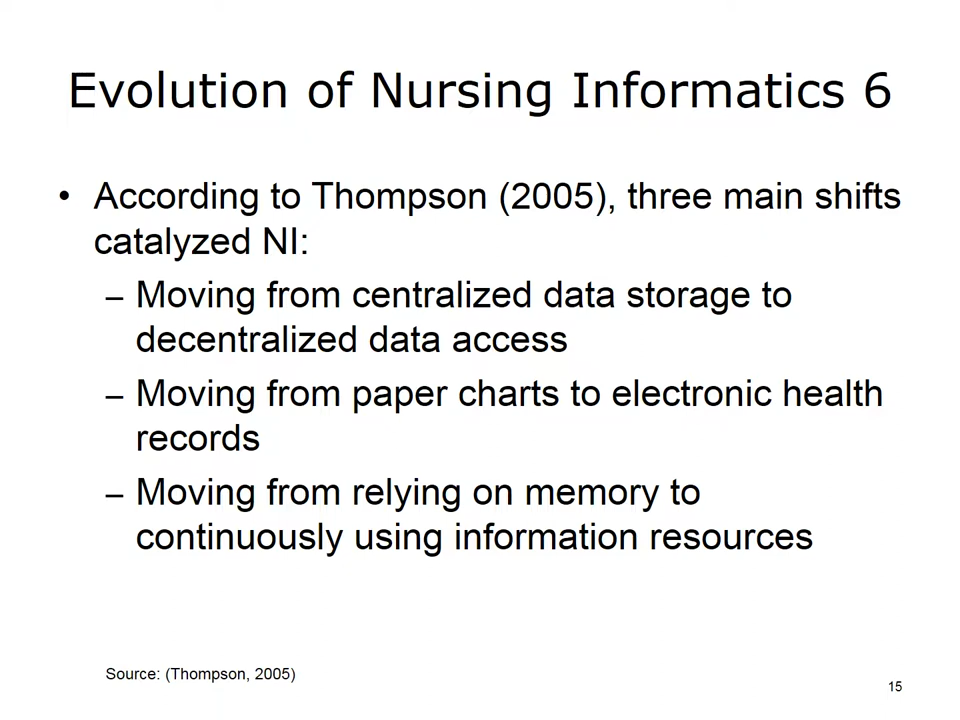 Evolution of Nursing Informatics 6
• According to Thompson (2005), three main shifts
catalyzed NI:
– Moving from centralized data storage to
decentralized data access
– Moving from paper charts to electronic health
records
– Moving from relying on memory to
continuously using information resources
Source: (Thompson, 2005)
15